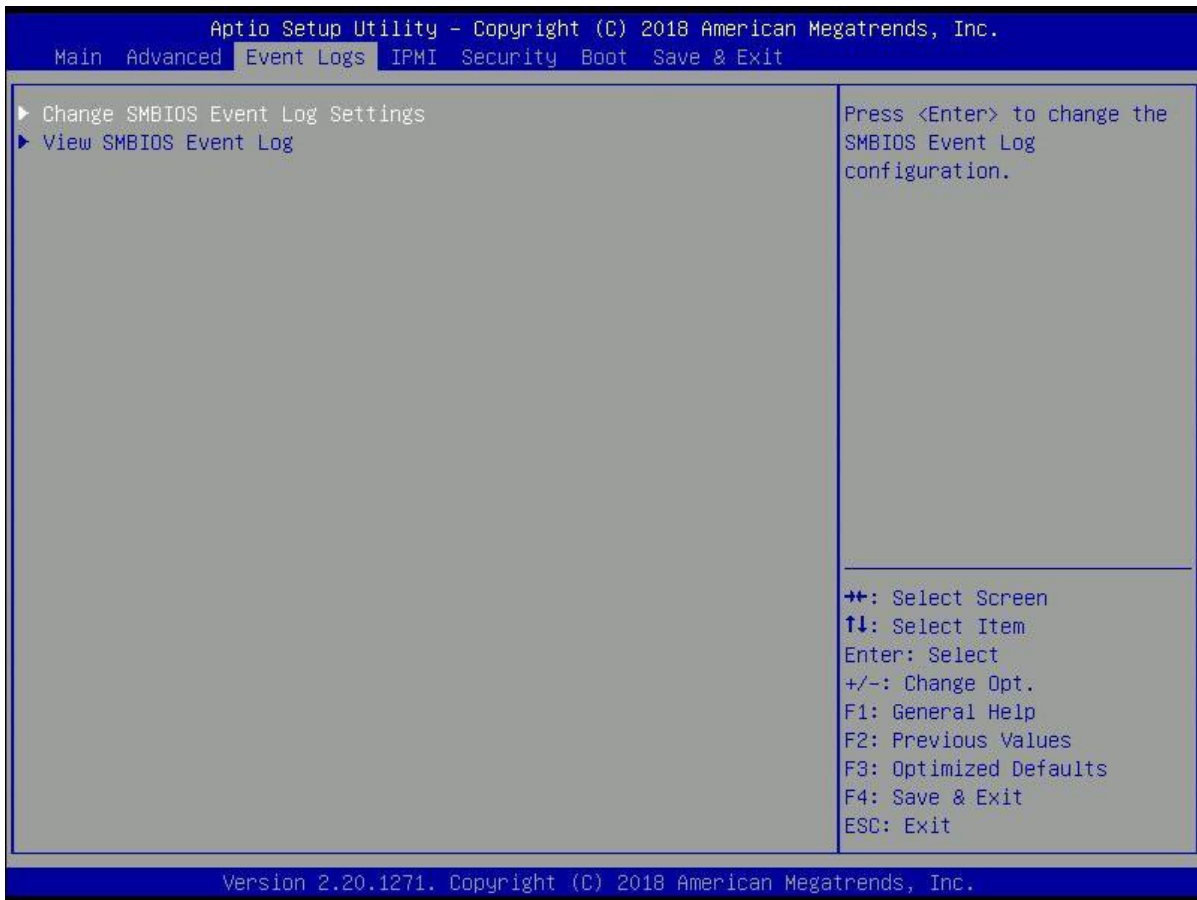 Aptio Setup Utility – Copyright (C) 2018 American Megatrends, Inc.
Main Advanced Event Logs IPMI Security Boot Save & Exit
▶ Change SMBIOS Event Log Settings
▶ View SMBIOS Event Log
Press <Enter> to change the
SMBIOS Event Log
configuration.
→←: Select Screen
↑↓: Select Item
Enter: Select
+/-: Change Opt.
F1: General Help
F2: Previous Values
F3: Optimized Defaults
F4: Save & Exit
ESC: Exit
Version 2.20.1271. Copyright (C) 2018 American Megatrends, Inc.